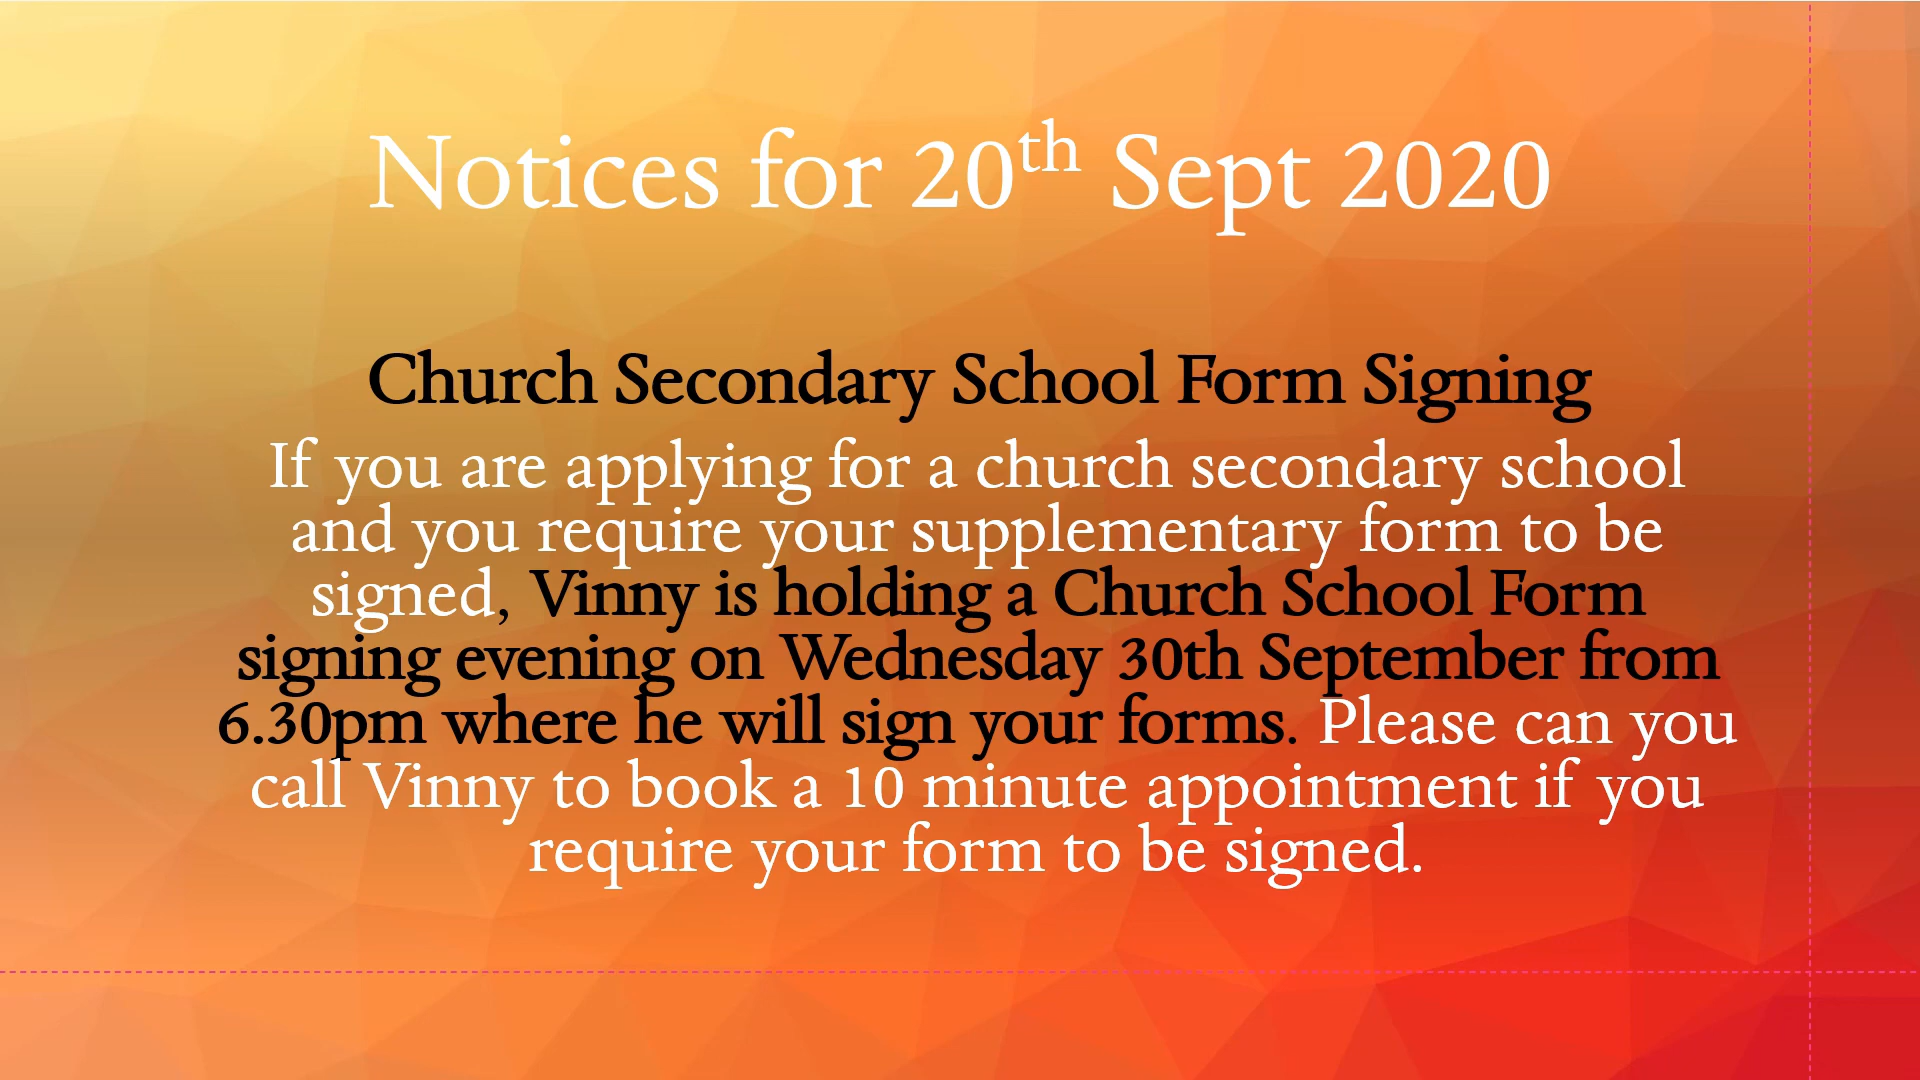 Notices for 20th Sept 2020
Church Secondary School Form Signing
If you are applying for a church secondary school
and you require your supplementary form to be
signed, Vinny is holding a Church School Form
signing evening on Wednesday 30th September from
6.30pm where he will sign your forms. Please can you
call Vinny to book a 10 minute appointment if you
require your form to be signed.